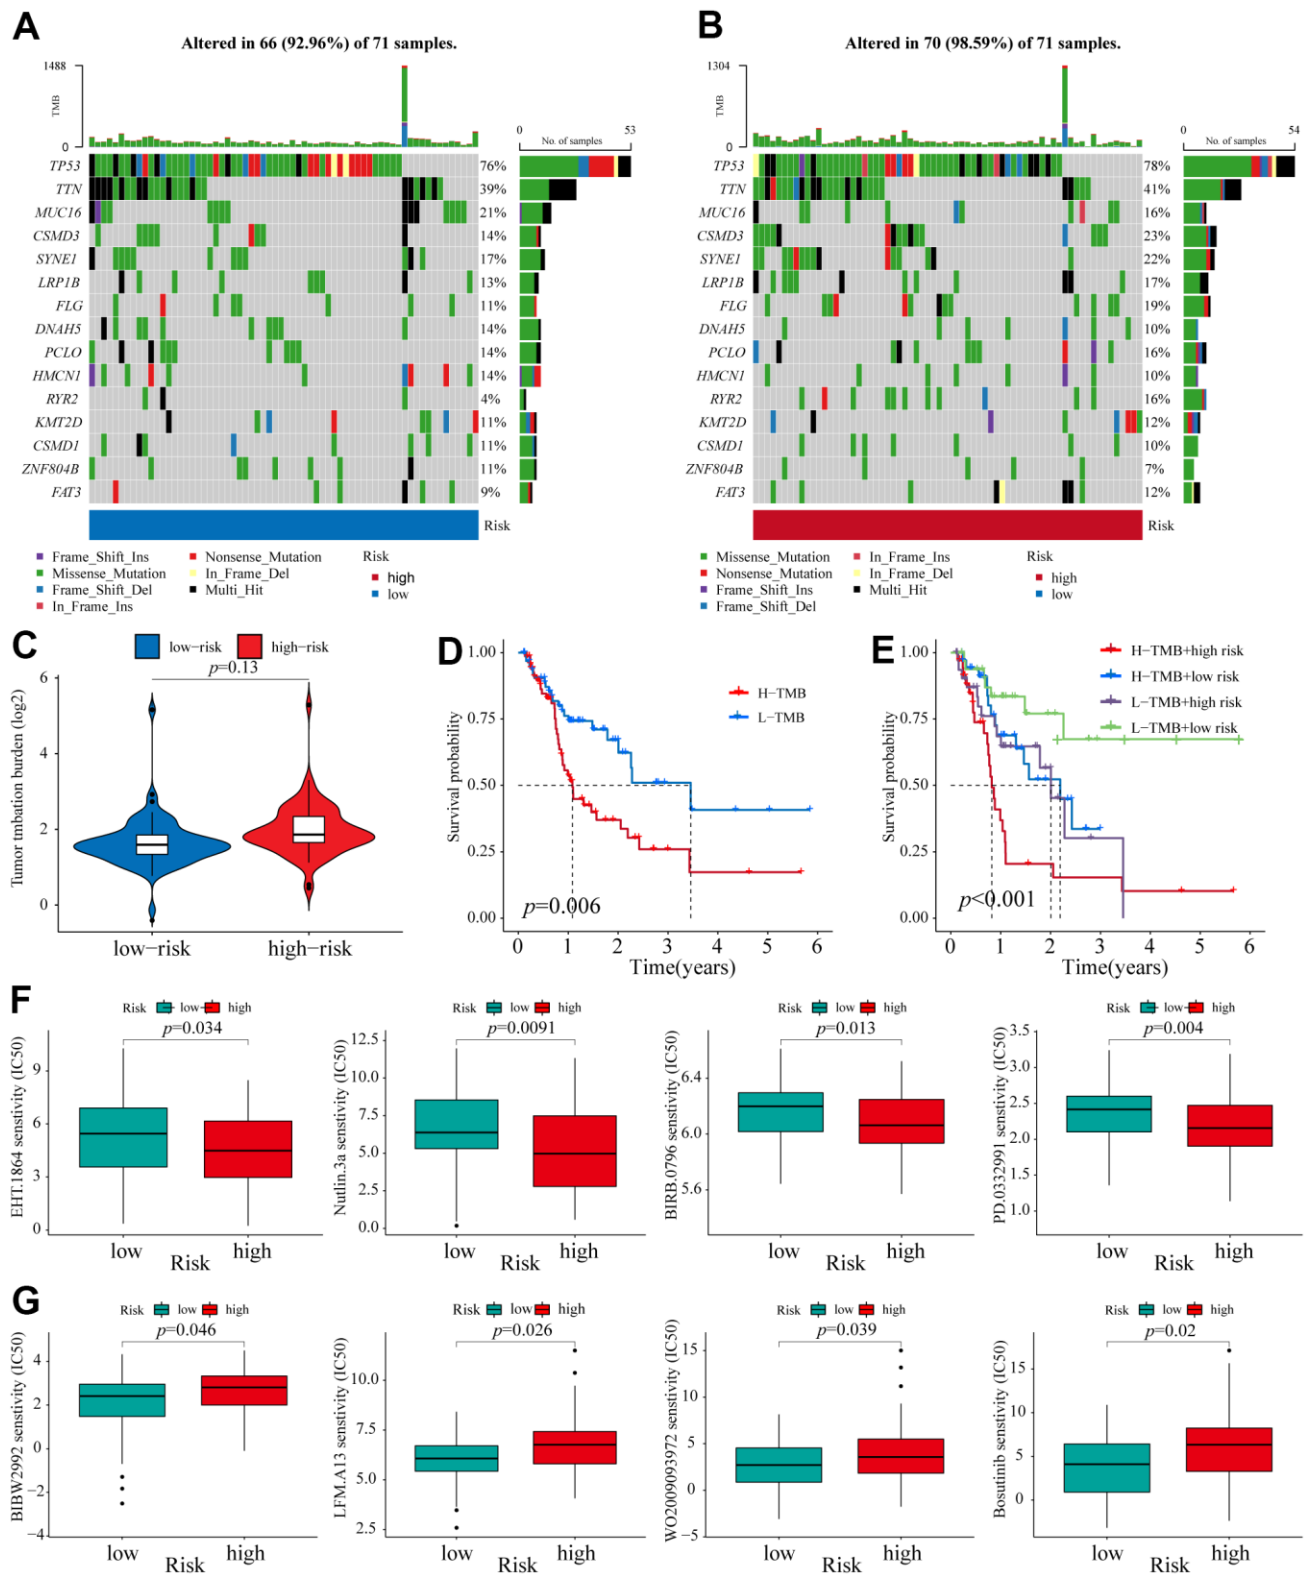 A
Altered in 66 (92.96%) of 71 samples.
1488
TMB
0
0 53
No. of samples
TP53 76%
TTN 39%
MUC16 21%
CSMD3 14%
SYNE1 17%
LRP1B 13%
FLG 11%
DNAH5 14%
PCLO 14%
HMCN1 14%
RYR2 4%
KMT2D 11%
CSMD1 11%
ZNF804B 11%
FAT3 9%
Risk
Frame_Shift_Ins Nonsense_Mutation Risk
Missense_Mutation In_Frame_Del high
Frame_Shift_Del Multi_Hit low
In_Frame_Ins
B
Altered in 70 (98.59%) of 71 samples.
1304
TMB
0
0 54
No. of samples
TP53 78%
TTN 41%
MUC16 16%
CSMD3 23%
SYNE1 22%
LRP1B 17%
FLG 19%
DNAH5 10%
PCLO 16%
HMCN1 10%
RYR2 16%
KMT2D 12%
CSMD1 10%
ZNF804B 7%
FAT3 12%
Risk
Missense_Mutation In_Frame_Ins Risk
Nonsense_Mutation In_Frame_Del high
Frame_Shift_Ins Multi_Hit low
Frame_Shift_Del
C
low-risk high-risk
p=0.13
Tumor tmbation burden (log2)
6
4
2
0
low-risk high-risk
D
H-TMB
L-TMB
Survival probability
1.00
0.75
0.50
0.25
0.00
p=0.006
0 1 2 3 4 5 6
Time(years)
E
H-TMB+high risk
H-TMB+low risk
L-TMB+high risk
L-TMB+low risk
Survival probability
1.00
0.75
0.50
0.25
0.00
p<0.001
0 1 2 3 4 5 6
Time(years)
F
Risk low high
p=0.034
EHT.1864 senstivity (IC50)
9
6
3
0
low high
Risk
Risk low high
p=0.0091
Nutlin.3a senstivity (IC50)
12.5
10.0
7.5
5.0
2.5
0.0
low high
Risk
Risk low high
p=0.013
BIRB.0796 senstivity (IC50)
6.4
6.0
5.6
low high
Risk
Risk low high
p=0.004
PD.0332991 senstivity (IC50)
3.5
3.0
2.5
2.0
1.5
1.0
low high
Risk
G
Risk low high
p=0.046
BIBW2992 senstivity (IC50)
4
2
0
−2
−4
low high
Risk
Risk low high
p=0.026
LFM.A13 senstivity (IC50)
10.0
7.5
5.0
2.5
low high
Risk
Risk low high
p=0.039
WO2009093972 senstivity (IC50)
15
10
5
0
−5
low high
Risk
Risk low high
p=0.02
Bosutinib senstivity (IC50)
15
10
5
0
low high
Risk